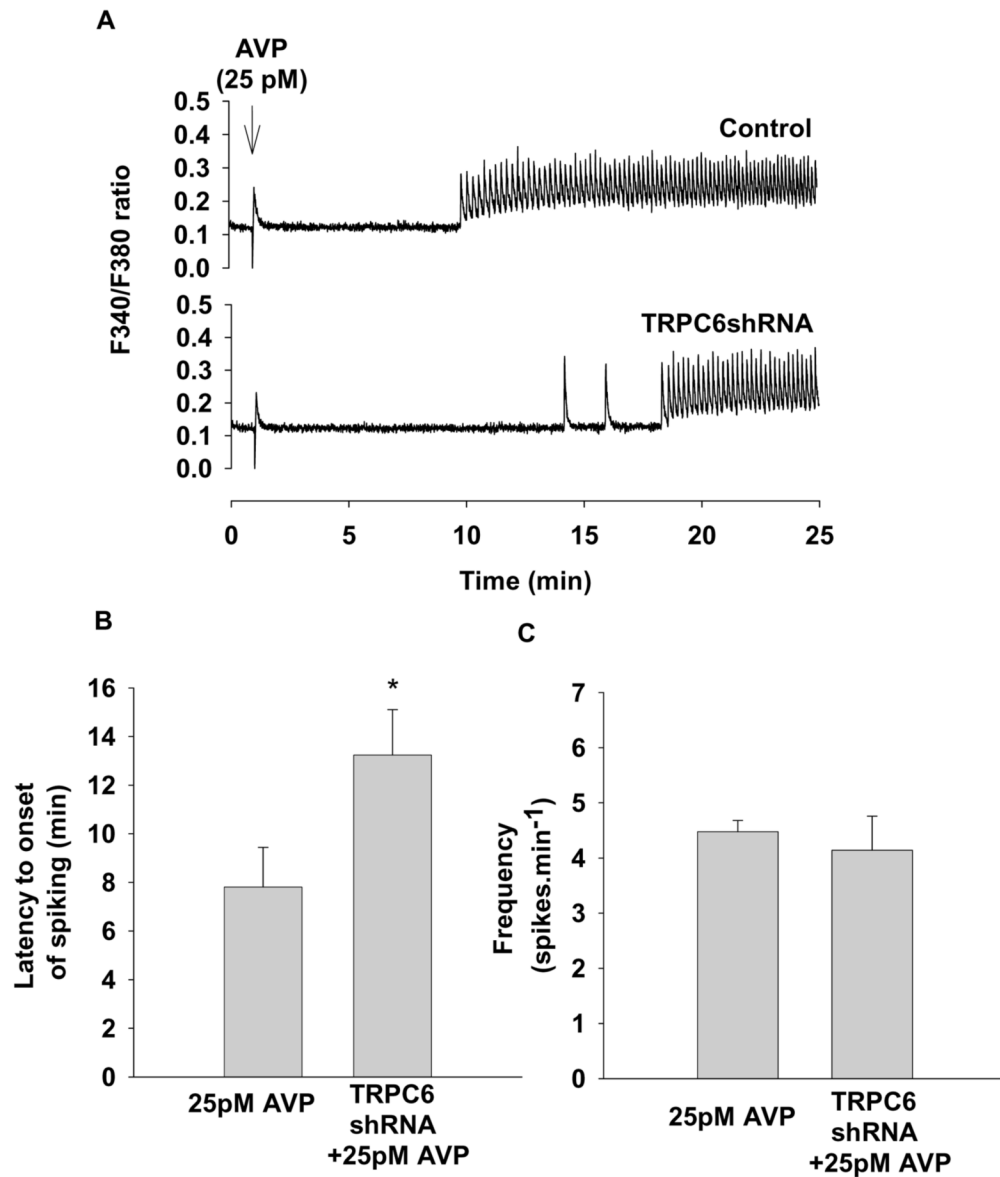 A
AVP
(25 pM)
Control
0.5
0.4
0.3
0.2
0.1
0.0
F340/F380 ratio
TRPC6shRNA
0.5
0.4
0.3
0.2
0.1
0.0
0 5 10 15 20 25
Time (min)
B
Latency to onset
of spiking (min)
16
14
12
10
8
6
4
2
0
*
25pM AVP
TRPC6
shRNA
+25pM AVP
C
Frequency
(spikes.min-1)
7
6
5
4
3
2
1
0
25pM AVP
TRPC6
shRNA
+25pM AVP